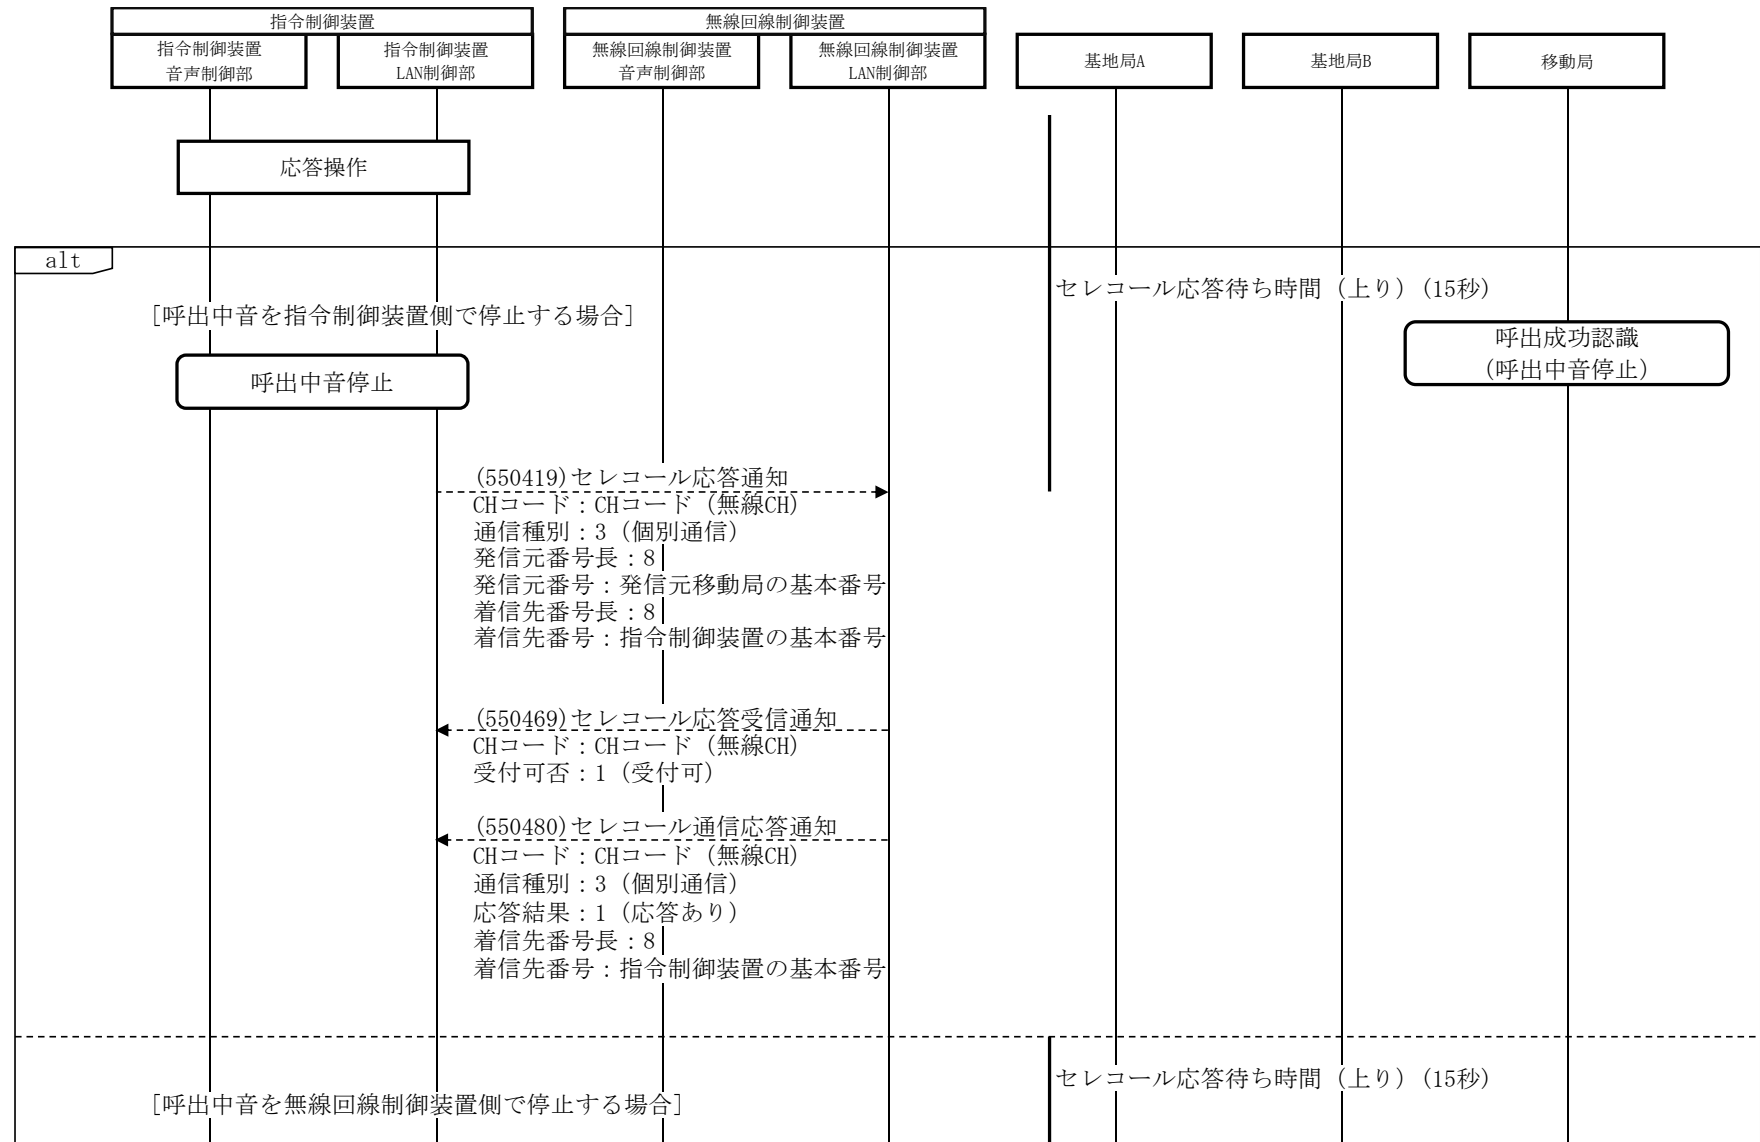 指令制御装置
無線回線制御装置
指令制御装置
音声制御部
指令制御装置
LAN制御部
無線回線制御装置
音声制御部
無線回線制御装置
LAN制御部
基地局A
基地局B
移動局
応答操作
alt
セレコール応答待ち時間（上り）(15秒)
[呼出中音を指令制御装置側で停止する場合]
呼出成功認識
(呼出中音停止)
呼出中音停止
(550419)セレコール応答通知
CHコード：CHコード（無線CH）
通信種別：3（個別通信）
発信元番号長：8
発信元番号：発信元移動局の基本番号
着信先番号長：8
着信先番号：指令制御装置の基本番号
(550469)セレコール応答受信通知
CHコード：CHコード（無線CH）
受付可否：1（受付可）
(550480)セレコール通信応答通知
CHコード：CHコード（無線CH）
通信種別：3（個別通信）
応答結果：1（応答あり）
着信先番号長：8
着信先番号：指令制御装置の基本番号
セレコール応答待ち時間（上り）(15秒)
[呼出中音を無線回線制御装置側で停止する場合]